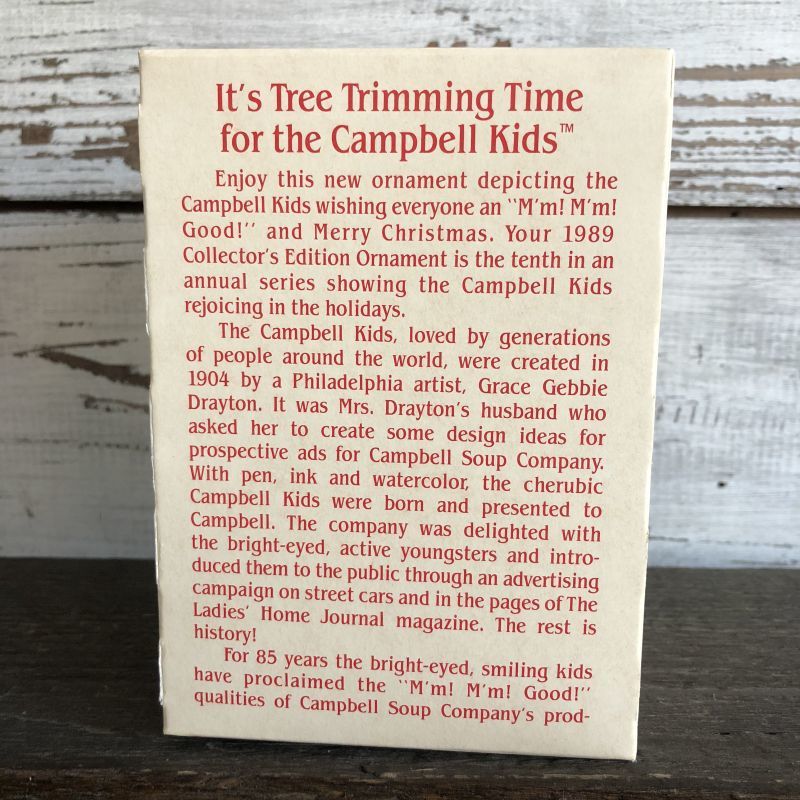 It's Tree Trimming Time
for the Campbell Kids™
Enjoy this new ornament depicting the
Campbell Kids wishing everyone an "M'm! M'm!
Good!" and Merry Christmas. Your 1989
Collector's Edition Ornament is the tenth in an
annual series showing the Campbell Kids
rejoicing in the holidays.
The Campbell Kids, loved by generations
of people around the world, were created in
1904 by a Philadelphia artist, Grace Gebbie
Drayton. It was Mrs. Drayton's husband who
asked her to create some design ideas for
prospective ads for Campbell Soup Company.
With pen, ink and watercolor, the cherubic
Campbell Kids were born and presented to
Campbell. The company was delighted with
the bright-eyed, active youngsters and intro-
duced them to the public through an advertising
campaign on street cars and in the pages of The
Ladies' Home Journal magazine. The rest is
history!
For 85 years the bright-eyed, smiling kids
have proclaimed the "M'm! M'm! Good!"
qualities of Campbell Soup Company's prod-